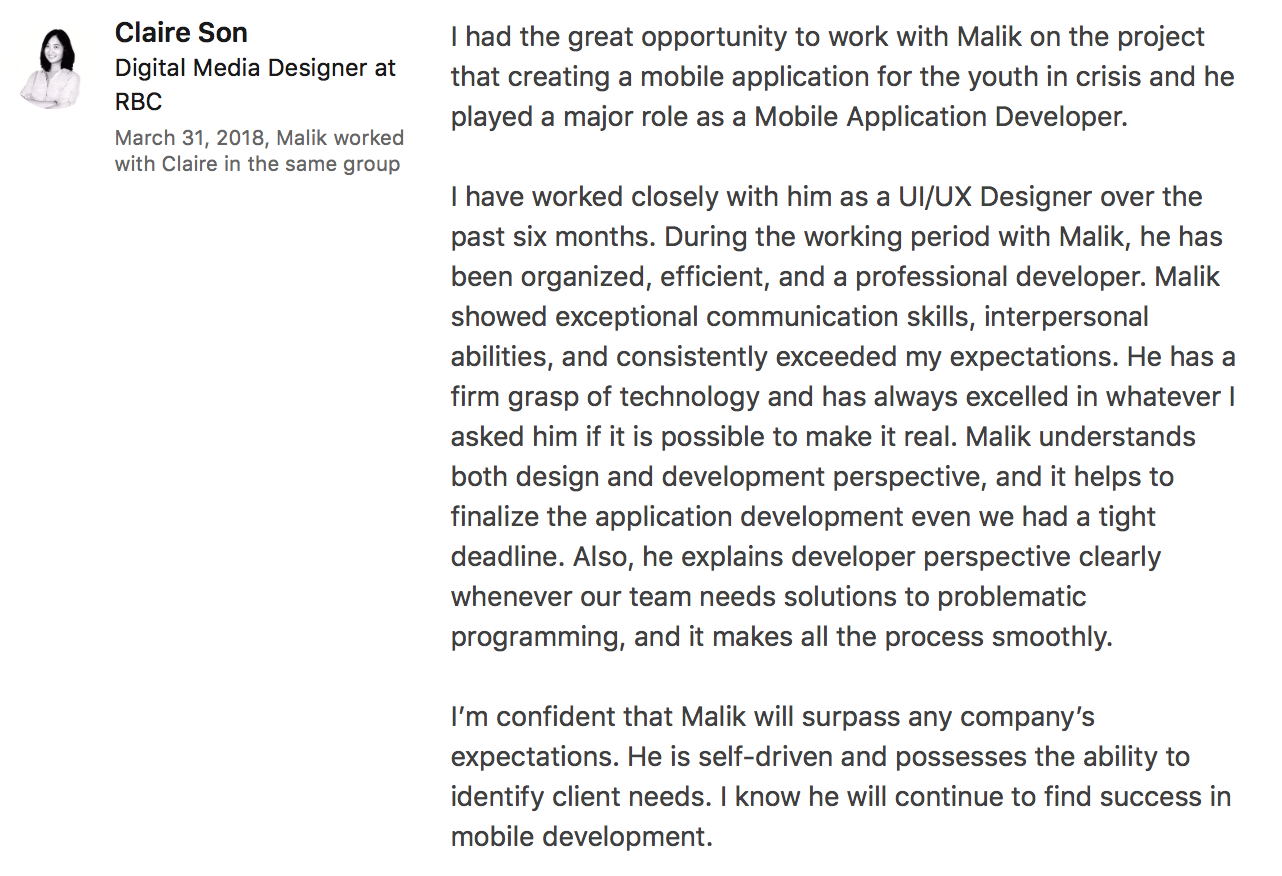 Claire Son
Digital Media Designer at
RBC
March 31, 2018, Malik worked
with Claire in the same group
I had the great opportunity to work with Malik on the project
that creating a mobile application for the youth in crisis and he
played a major role as a Mobile Application Developer.
I have worked closely with him as a UI/UX Designer over the
past six months. During the working period with Malik, he has
been organized, efficient, and a professional developer. Malik
showed exceptional communication skills, interpersonal
abilities, and consistently exceeded my expectations. He has a
firm grasp of technology and has always excelled in whatever I
asked him if it is possible to make it real. Malik understands
both design and development perspective, and it helps to
finalize the application development even we had a tight
deadline. Also, he explains developer perspective clearly
whenever our team needs solutions to problematic
programming, and it makes all the process smoothly.
I’m confident that Malik will surpass any company’s
expectations. He is self-driven and possesses the ability to
identify client needs. I know he will continue to find success in
mobile development.